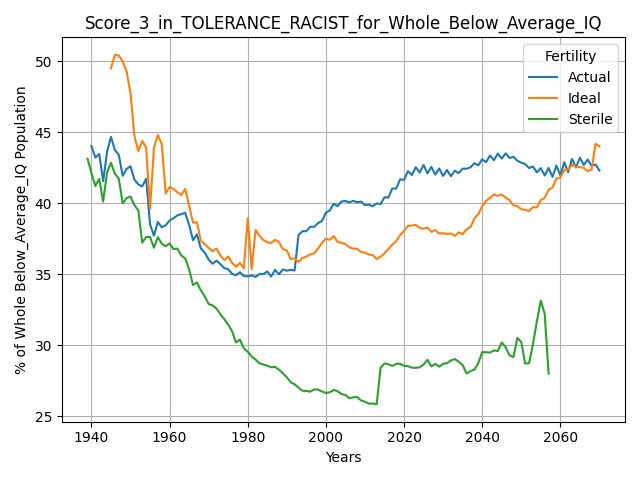 Score_3_in_TOLERANCE_RACIST_for_Whole_Below_Average_IQ
% of Whole Below_Average_IQ Population
50
45
40
35
30
25
Fertility
Actual
Ideal
Sterile
1940 1960 1980 2000 2020 2040 2060
Years